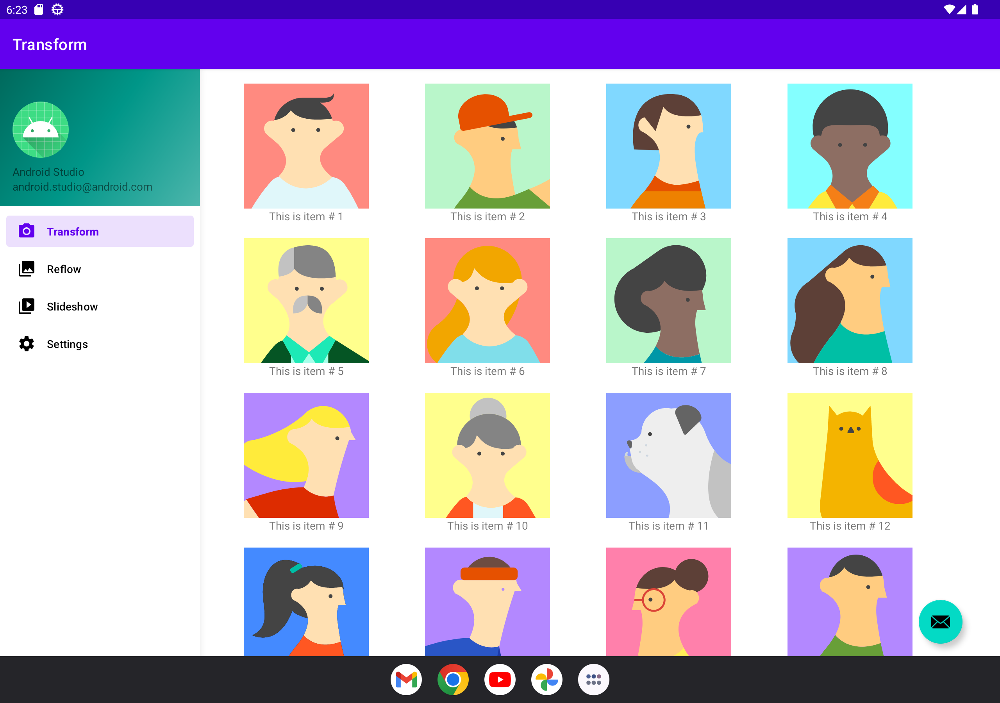 6:23
Transform
Android Studio
android.studio@android.com
Transform
Reflow
Slideshow
Settings
This is item # 1
This is item # 2
This is item # 3
This is item # 4
This is item # 5
This is item # 6
This is item # 7
This is item # 8
This is item # 9
This is item # 10
This is item # 11
This is item # 12